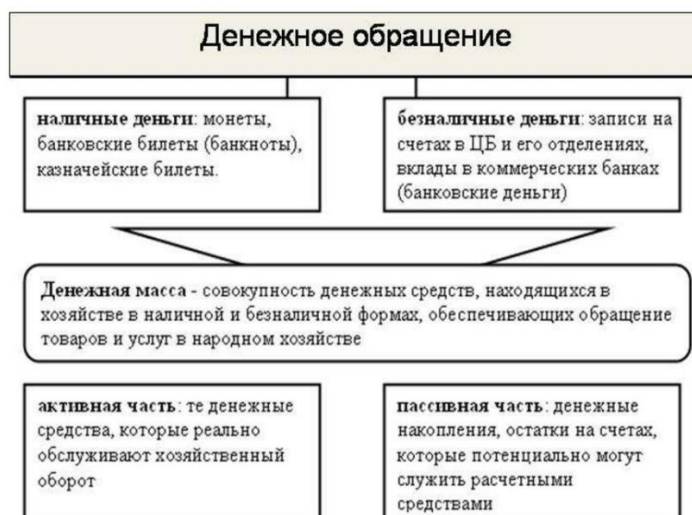 Денежное обращение
наличные деньги: монеты,
банковские билеты (банкноты),
казначейские билеты.
безналичные деньги: записи на
счетах в ЦБ и его отделениях,
вклады в коммерческих банках
(банковские деньги)
Денежная масса - совокупность денежных средств, находящихся в
хозяйстве в наличной и безналичной формах, обеспечивающих обращение
товаров и услуг в народном хозяйстве
активная часть: те денежные
средства, которые реально
обслуживают хозяйственный
оборот
пассивная часть: денежные
накопления, остатки на счетах,
которые потенциально могут
служить расчетными
средствами